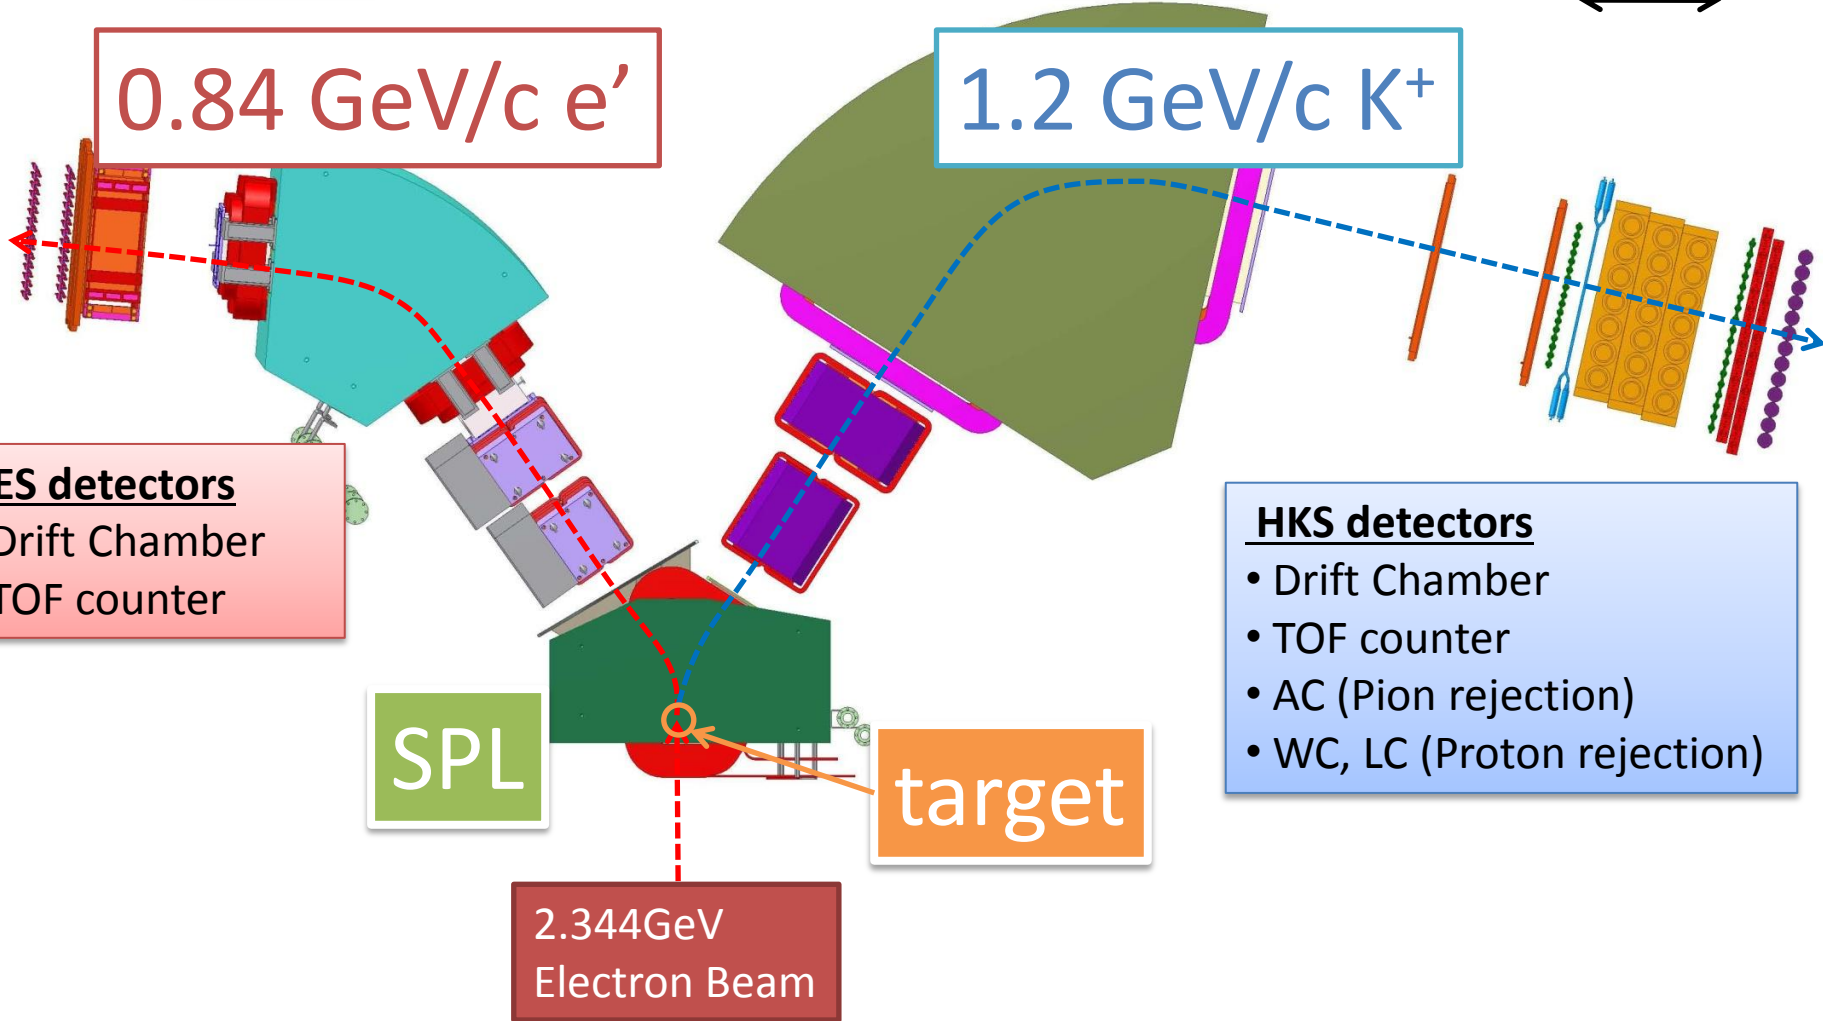 0.84 GeV/c e’
1.2 GeV/c K⁺
ES detectors
Drift Chamber
TOF counter
HKS detectors
• Drift Chamber
• TOF counter
• AC (Pion rejection)
• WC, LC (Proton rejection)
SPL
target
2.344GeV
Electron Beam